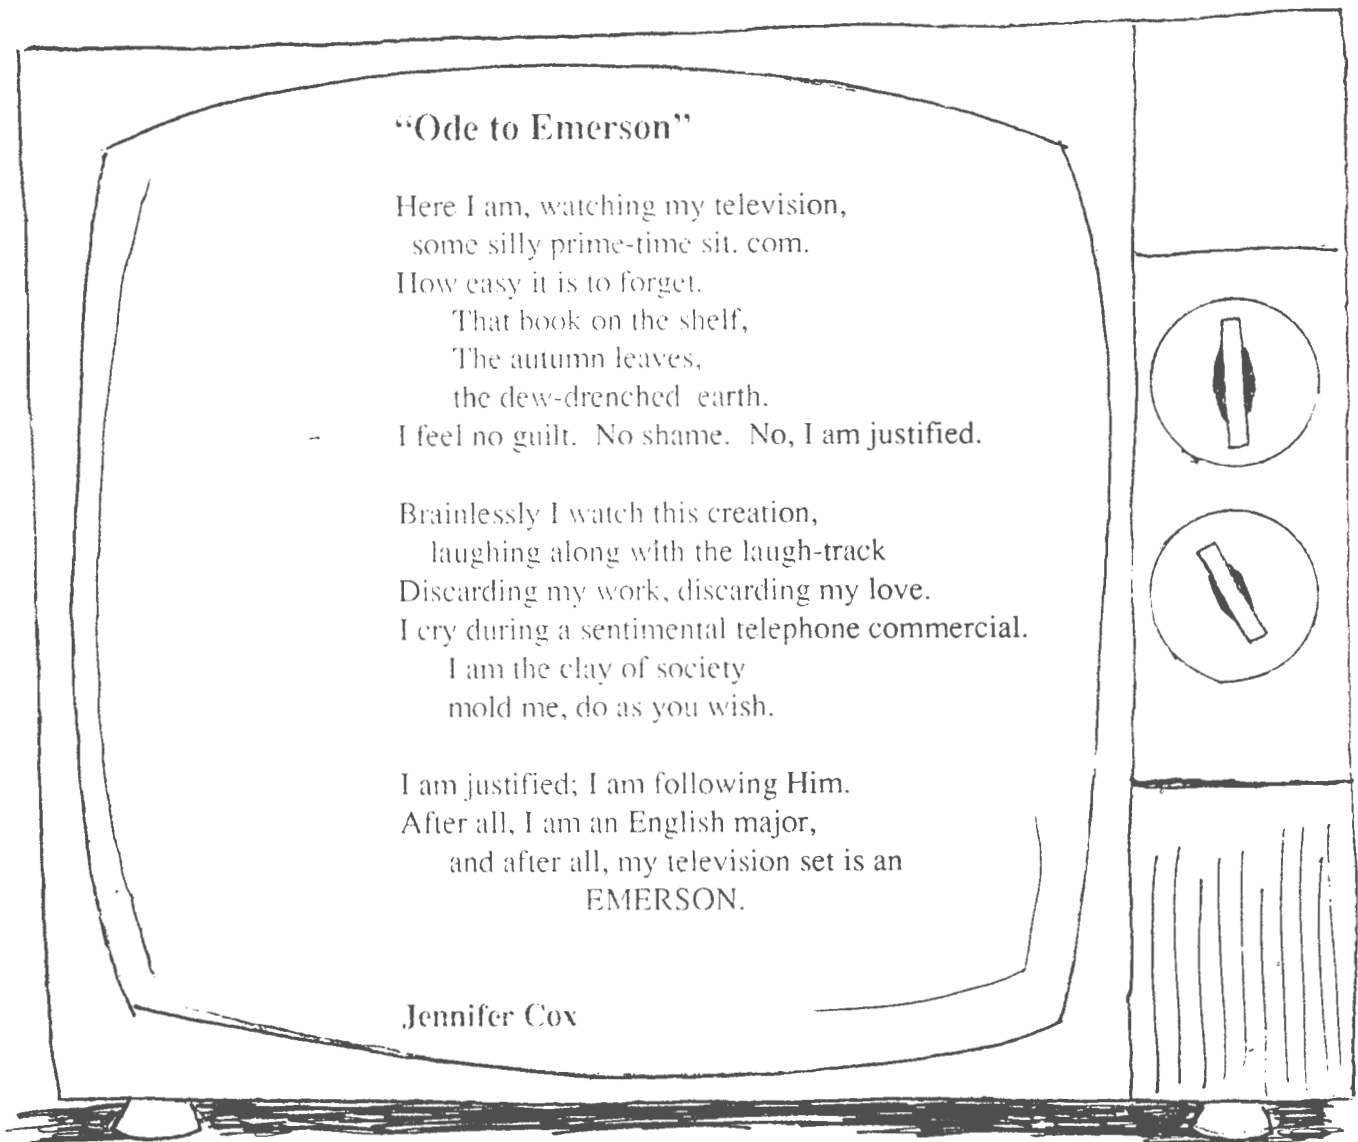 “Ode to Emerson”
Here I am, watching my television,
some silly prime-time sit. com.
How easy it is to forget.
That book on the shelf,
The autumn leaves,
the dew-drenched earth.
I feel no guilt. No shame. No, I am justified.
Brainlessly I watch this creation,
laughing along with the laugh-track
Discarding my work, discarding my love.
I cry during a sentimental telephone commercial.
I am the clay of society
mold me, do as you wish.
I am justified; I am following Him.
After all, I am an English major,
and after all, my television set is an
EMERSON.
Jennifer Cox